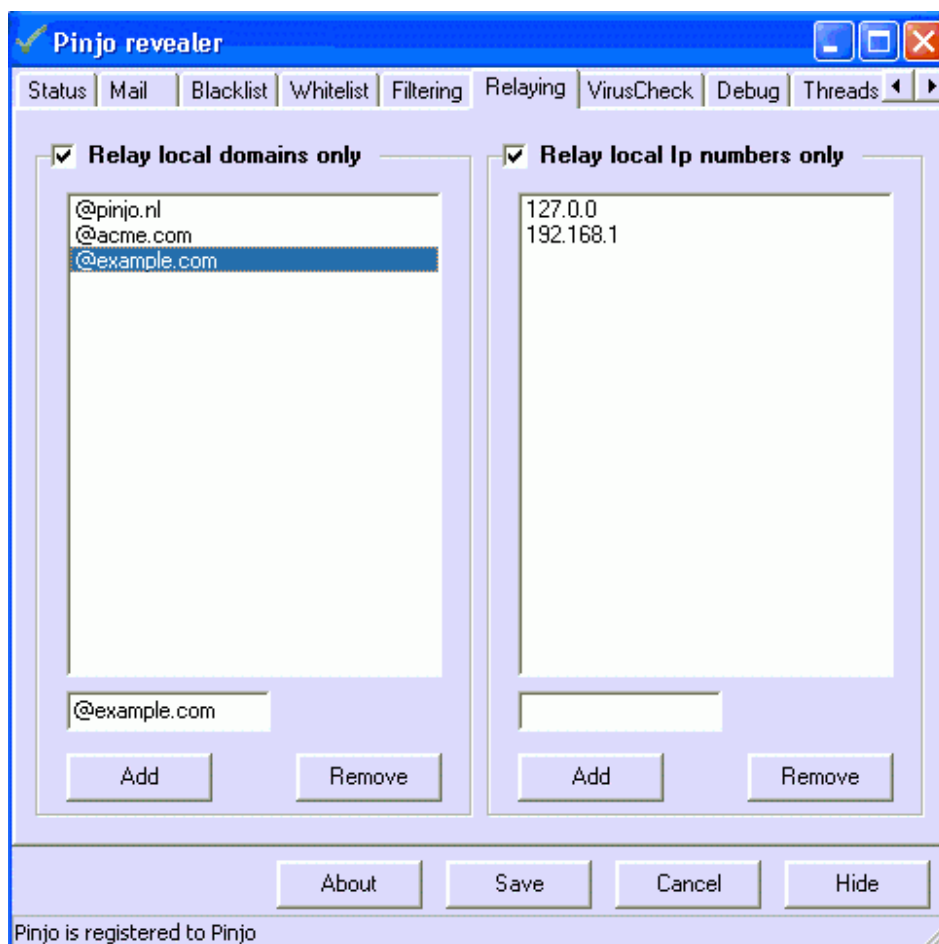 Pinjo revealer
Status Mail Blacklist Whitelist Filtering Relaying VirusCheck Debug Threads
Relay local domains only
@pinjo.nl
@acme.com
@example.com
@example.com
Add Remove
Relay local Ip numbers only
127.0.0
192.168.1
Add Remove
About Save Cancel Hide
Pinjo is registered to Pinjo